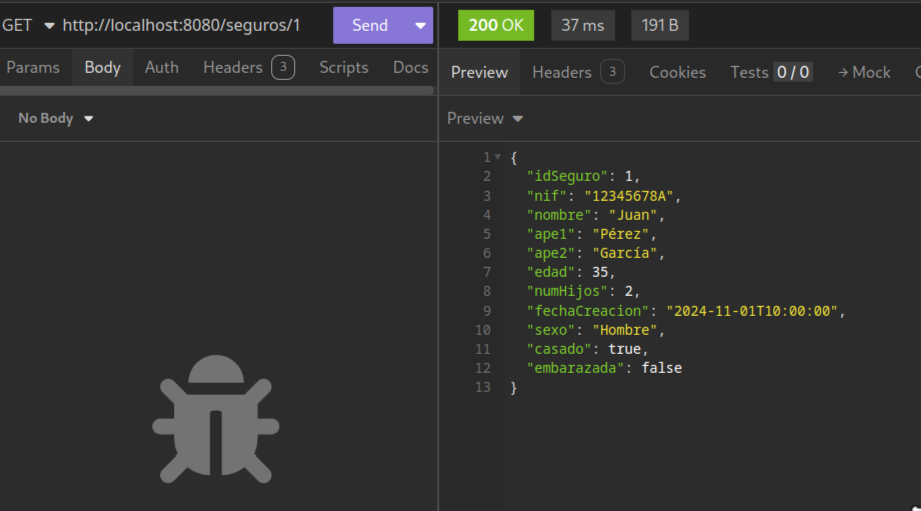 GET http://localhost:8080/seguros/1 Send
Params Body Auth Headers 3 Scripts Docs
No Body
200 OK 37 ms 191 B
Preview Headers 3 Cookies Tests 0 / 0 → Mock
Preview
1 {
2 "idSeguro": 1,
3 "nif": "12345678A",
4 "nombre": "Juan",
5 "ape1": "Pérez",
6 "ape2": "García",
7 "edad": 35,
8 "numHijos": 2,
9 "fechaCreacion": "2024-11-01T10:00:00",
10 "sexo": "Hombre",
11 "casado": true,
12 "embarazada": false
13 }